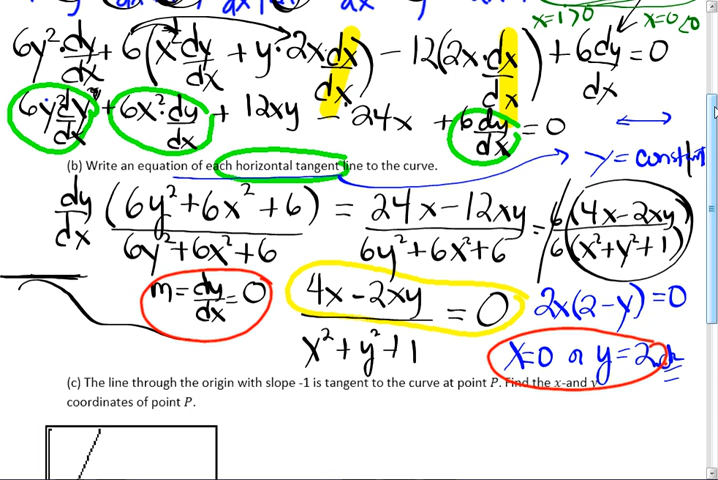 x=1>0 x=0<0
6y²·dy/dx + 6(x²dy/dx + y·2x dx/dx) - 12(2x·dx/dx) + 6dy/dx = 0
6y²dy/dx + 6x²·dy/dx + 12xy - 24x + 6dy/dx = 0
(b) Write an equation of each horizontal tangent line to the curve.
y = constant
dy/dx (6y²+6x²+6)/(6y²+6x²+6) = (24x-12xy)/(6y²+6x²+6) = 6(4x-2xy)/6(x²+y²+1)
m = dy/dx = 0
(4x-2xy)/(x²+y²+1) = 0
2x(2-y)=0
x=0 or y=2
(c) The line through the origin with slope -1 is tangent to the curve at point P. Find the x-and y
coordinates of point P.